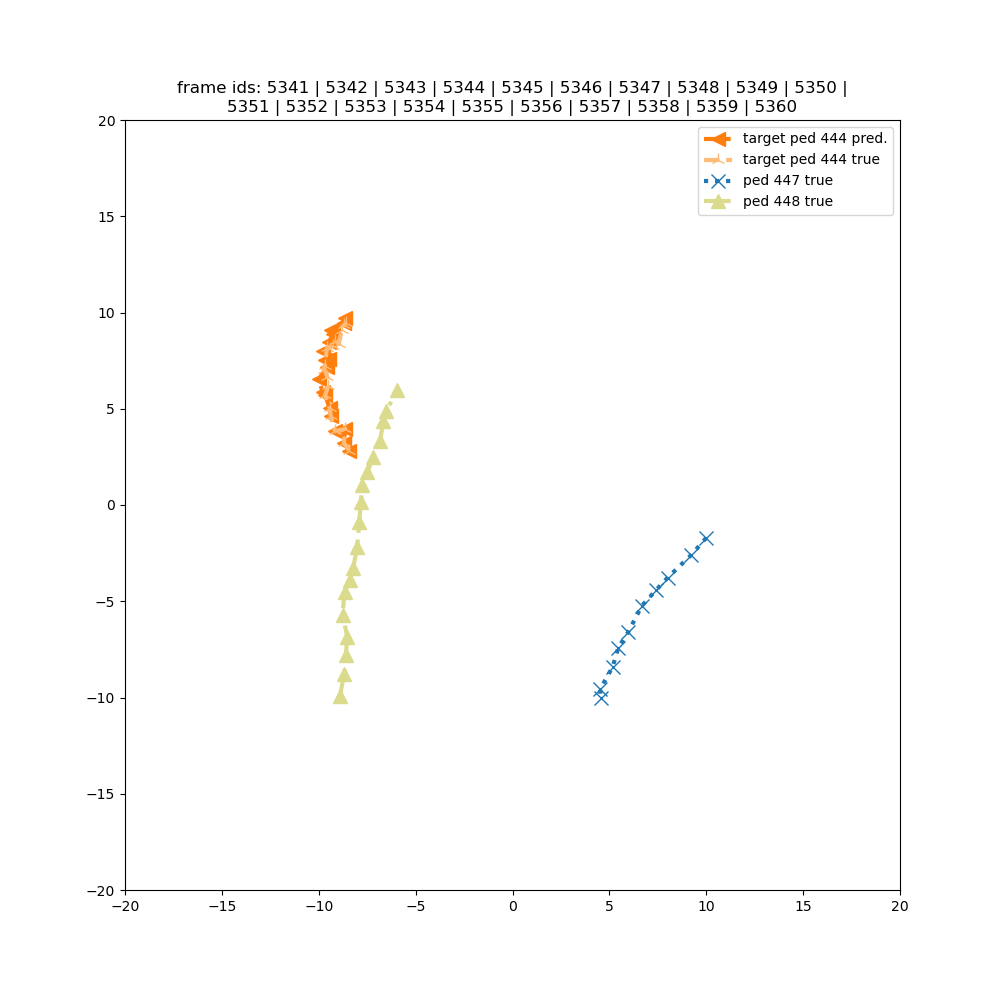 frame ids: 5341 | 5342 | 5343 | 5344 | 5345 | 5346 | 5347 | 5348 | 5349 | 5350 |
5351 | 5352 | 5353 | 5354 | 5355 | 5356 | 5357 | 5358 | 5359 | 5360
target ped 444 pred.
target ped 444 true
ped 447 true
ped 448 true
20
15
10
5
0
−5
−10
−15
−20
−20 −15 −10 −5 0 5 10 15 20